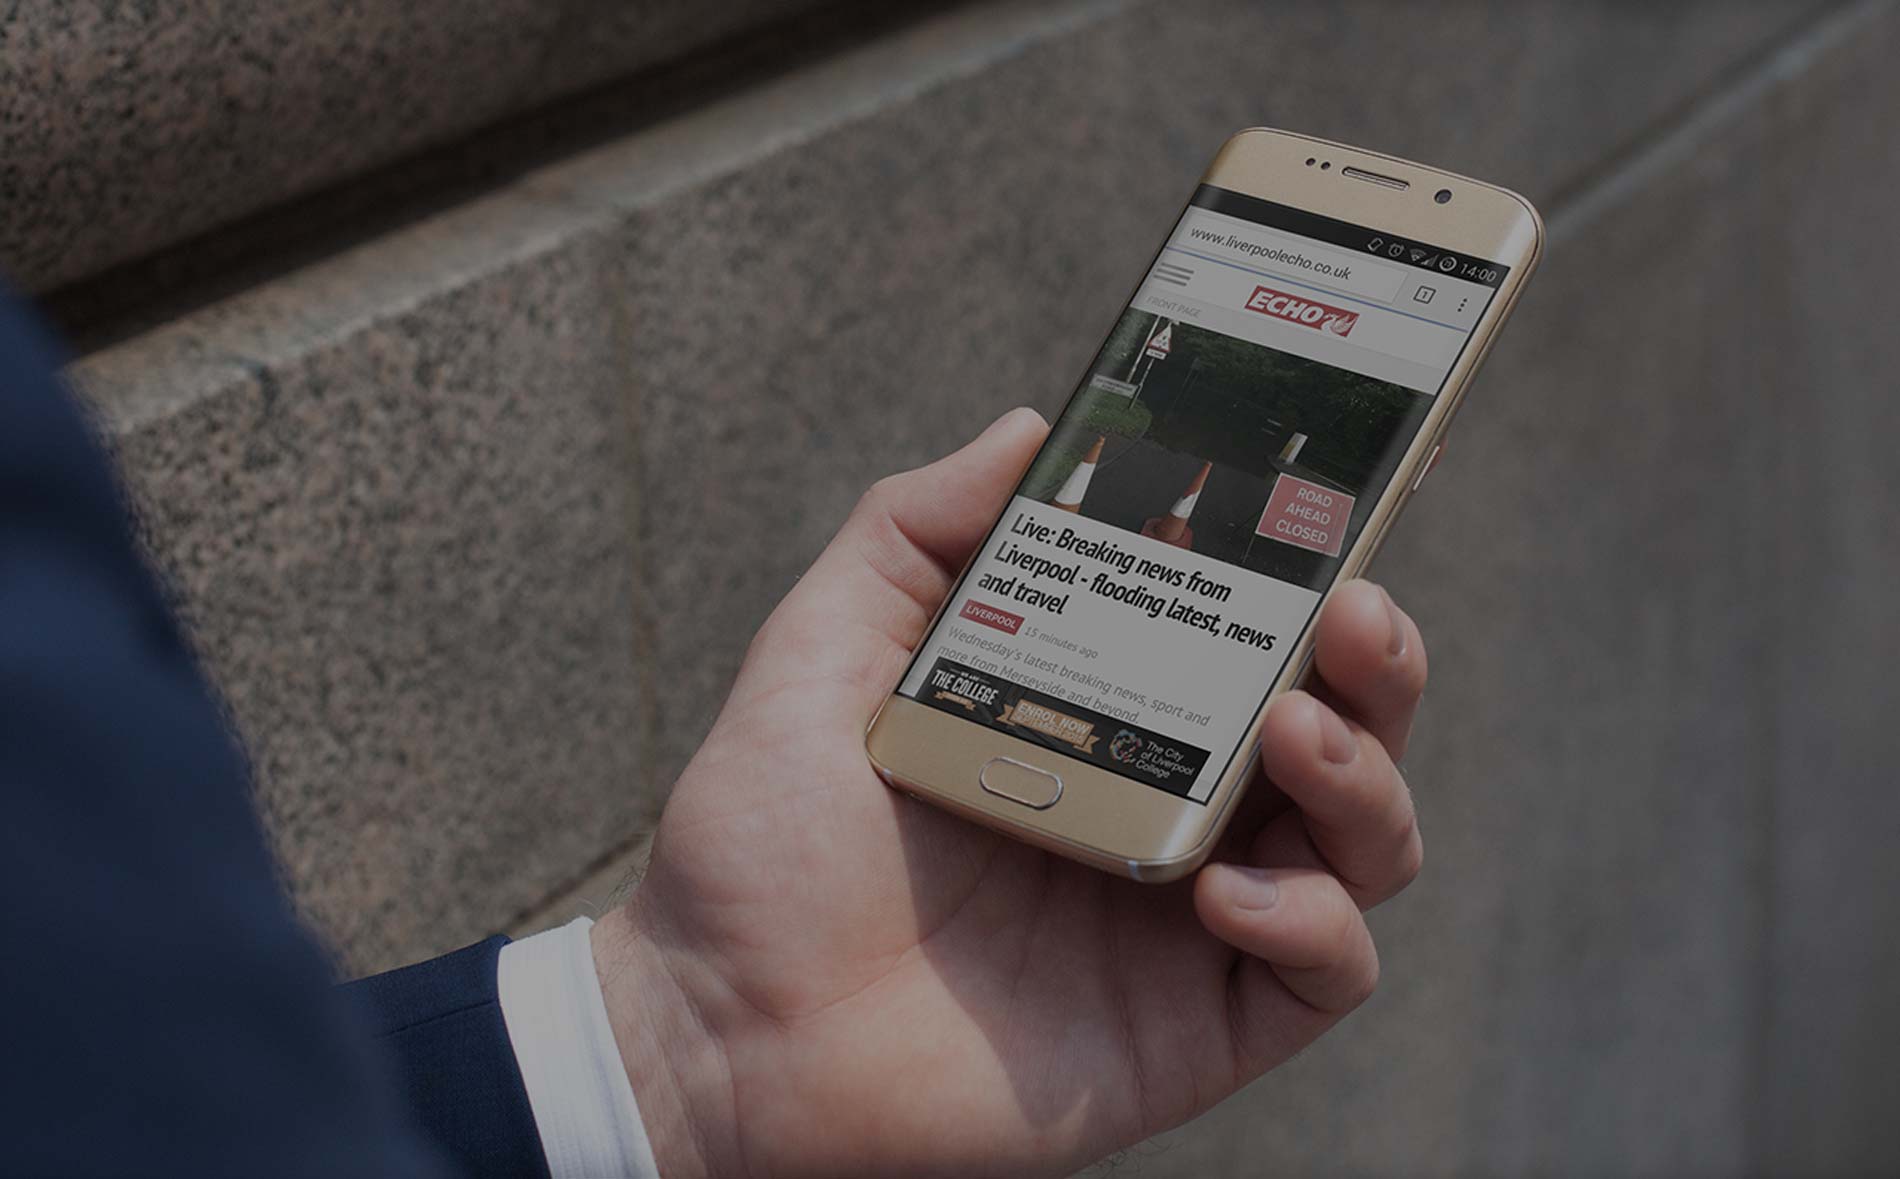 14:00
www.liverpoolecho.co.uk
1
ECHO
FRONT PAGE
ROAD
AHEAD
CLOSED
Live: Breaking news from
Liverpool - flooding latest, news
and travel
LIVERPOOL 15 minutes ago
Wednesday's latest breaking news, sport and
more from Merseyside and beyond.
WE ARE
THE COLLEGE
ENROL NOW
The City
of Liverpool
College